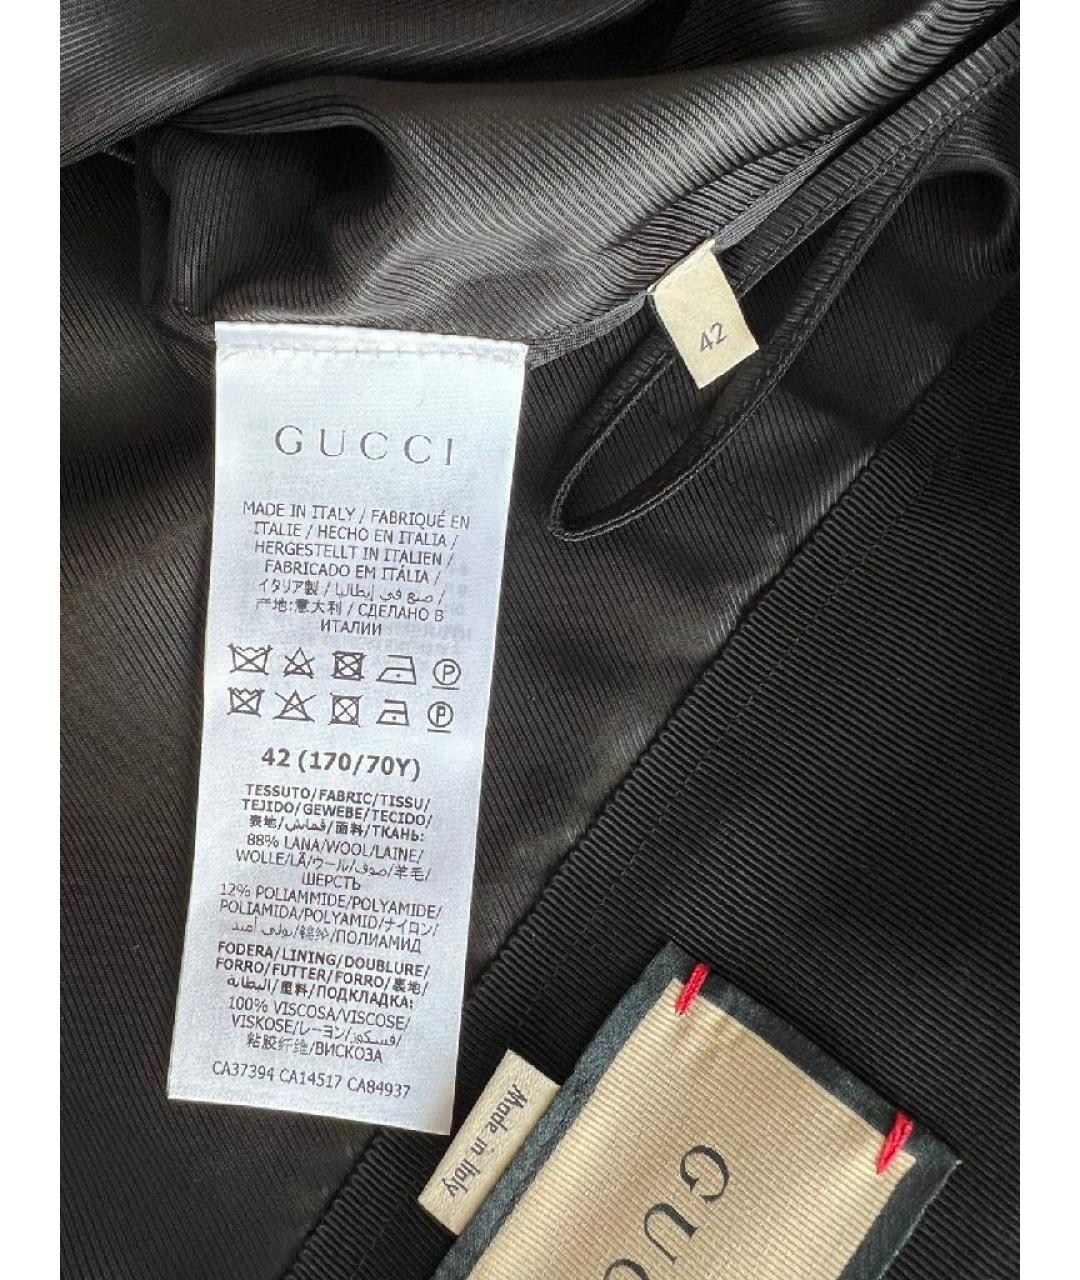 42
GUCCI
MADE IN ITALY / FABRIQUÉ EN
ITALIE / HECHO EN ITALIA /
HERGESTELLT IN ITALIEN /
FABRICADO EM ITÁLIA /
イタリア製 / صنع في إيطاليا /
产地:意大利 / СДЕЛАНО В
ИТАЛИИ
P
P
42 (170/70Y)
TESSUTO/FABRIC/TISSU/
TEJIDO/GEWEBE/TECIDO/
表地/قماش/面料/ТКАНЬ:
88% LANA/WOOL/LAINE/
WOLLE/LÃ/ウール/صوف/羊毛/
ШЕРСТЬ
12% POLIAMMIDE/POLYAMIDE/
POLIAMIDA/POLYAMID/ナイロン/
بولي أميد/锦纶/ПОЛИАМИД
FODERA/LINING/DOUBLURE/
FORRO/FUTTER/FORRO/裏地/
البطانة/里料/ПОДКЛАДКА:
100% VISCOSA/VISCOSE/
VISKOSE/レーヨン/فسكوز/
粘胶纤维/ВИСКОЗА
CA37394 CA14517 CA84937
Made in Italy
GUC